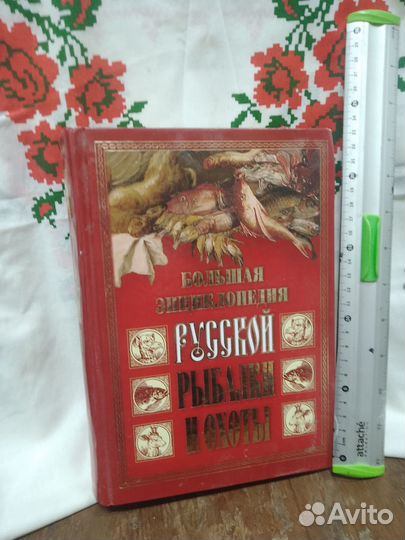 БОЛЬШАЯ
ЭНЦИКЛОПЕДИЯ
РУССКОЙ
РЫБАЛКИ
И ОХОТЫ
attaché
Avito